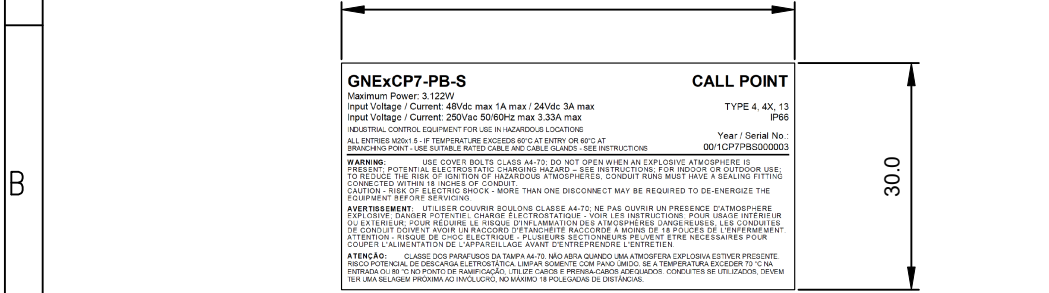 GNExCP7-PB-S
CALL POINT
Maximum Power: 3.122W
Input Voltage / Current: 48Vdc max 1A max / 24Vdc 3A max
TYPE 4, 4X, 13
Input Voltage / Current: 250Vac 50/60Hz max 3.33A max
IP66
INDUSTRIAL CONTROL EQUIPMENT FOR USE IN HAZARDOUS LOCATIONS
Year / Serial No.:
ALL ENTRIES M20x1.5 - IF TEMPERATURE EXCEEDS 60°C AT ENTRY OR 60°C AT
BRANCHING POINT - USE SUITABLE RATED CABLE AND CABLE GLANDS - SEE INSTRUCTIONS
00/1CP7PBS000003
WARNING: USE COVER BOLTS CLASS A4-70; DO NOT OPEN WHEN AN EXPLOSIVE ATMOSPHERE IS
PRESENT; POTENTIAL ELECTROSTATIC CHARGING HAZARD – SEE INSTRUCTIONS; FOR INDOOR OR OUTDOOR USE;
TO REDUCE THE RISK OF IGNITION OF HAZARDOUS ATMOSPHERES, CONDUIT RUNS MUST HAVE A SEALING FITTING
CONNECTED WITHIN 18 INCHES OF CONDUIT.
CAUTION - RISK OF ELECTRIC SHOCK - MORE THAN ONE DISCONNECT MAY BE REQUIRED TO DE-ENERGIZE THE
EQUIPMENT BEFORE SERVICING.
AVERTISSEMENT: UTILISER COUVRIR BOULONS CLASSE A4-70; NE PAS OUVRIR UN PRESENCE D'ATMOSPHERE
EXPLOSIVE; DANGER POTENTIEL CHARGE ÉLECTROSTATIQUE - VOIR LES INSTRUCTIONS. POUR USAGE INTÉRIEUR
OU EXTERIEUR; POUR RÉDUIRE LE RISQUE D'INFLAMMATION DES ATMOSPHÈRES DANGEREUSES, LES CONDUITES
DE CONDUIT DOIVENT AVOIR UN RACCORD D'ÉTANCHÉITÉ RACCORDÉ A MOINS DE 18 POUCES DE L'ENFERMEMENT.
ATTENTION - RISQUE DE CHOC ELECTRIQUE - PLUSIEURS SECTIONNEURS PEUVENT ETRE NECESSAIRES POUR
COUPER L'ALIMENTATION DE L'APPAREILLAGE AVANT D'ENTREPRENDRE L'ENTRETIEN.
ATENÇÃO: CLASSE DOS PARAFUSOS DA TAMPA A4-70. NÃO ABRA QUANDO UMA ATMOSFERA EXPLOSIVA ESTIVER PRESENTE.
RISCO POTENCIAL DE DESCARGA ELETROSTÁTICA. LIMPAR SOMENTE COM PANO ÚMIDO. SE A TEMPERATURA EXCEDER 70 °C NA
ENTRADA OU 80 °C NO PONTO DE RAMIFICAÇÃO, UTILIZE CABOS E PRENSA-CABOS ADEQUADOS. CONDUITES SE UTILIZADOS, DEVEM
TER UMA SELAGEM PRÓXIMA AO INVÓLUCRO, NO MÁXIMO 18 POLEGADAS DE DISTÂNCIAS.
30.0
B